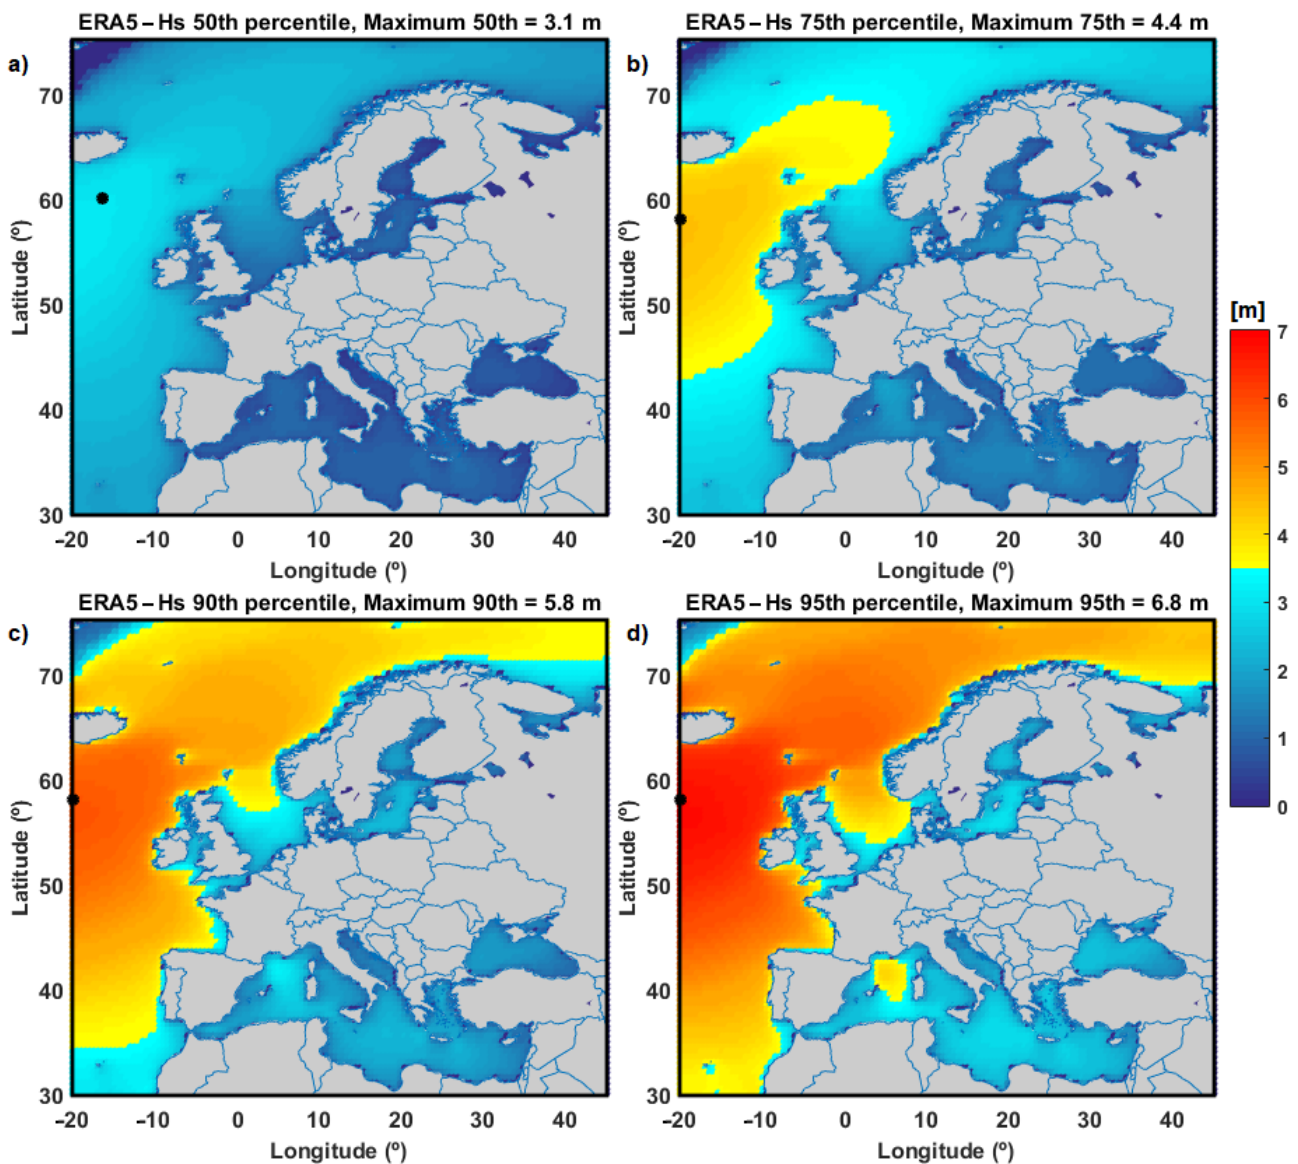 ERA5 – Hs 50th percentile, Maximum 50th = 3.1 m
ERA5 – Hs 75th percentile, Maximum 75th = 4.4 m
a)
b)
70
60
50
40
30
Latitude (º)
−20 −10 0 10 20 30 40
Longitude (º)
70
60
50
40
30
Latitude (º)
−20 −10 0 10 20 30 40
Longitude (º)
[m]
7
6
5
4
3
2
1
0
ERA5 – Hs 90th percentile, Maximum 90th = 5.8 m
ERA5 – Hs 95th percentile, Maximum 95th = 6.8 m
c)
d)
70
60
50
40
30
Latitude (º)
−20 −10 0 10 20 30 40
Longitude (º)
70
60
50
40
30
Latitude (º)
−20 −10 0 10 20 30 40
Longitude (º)